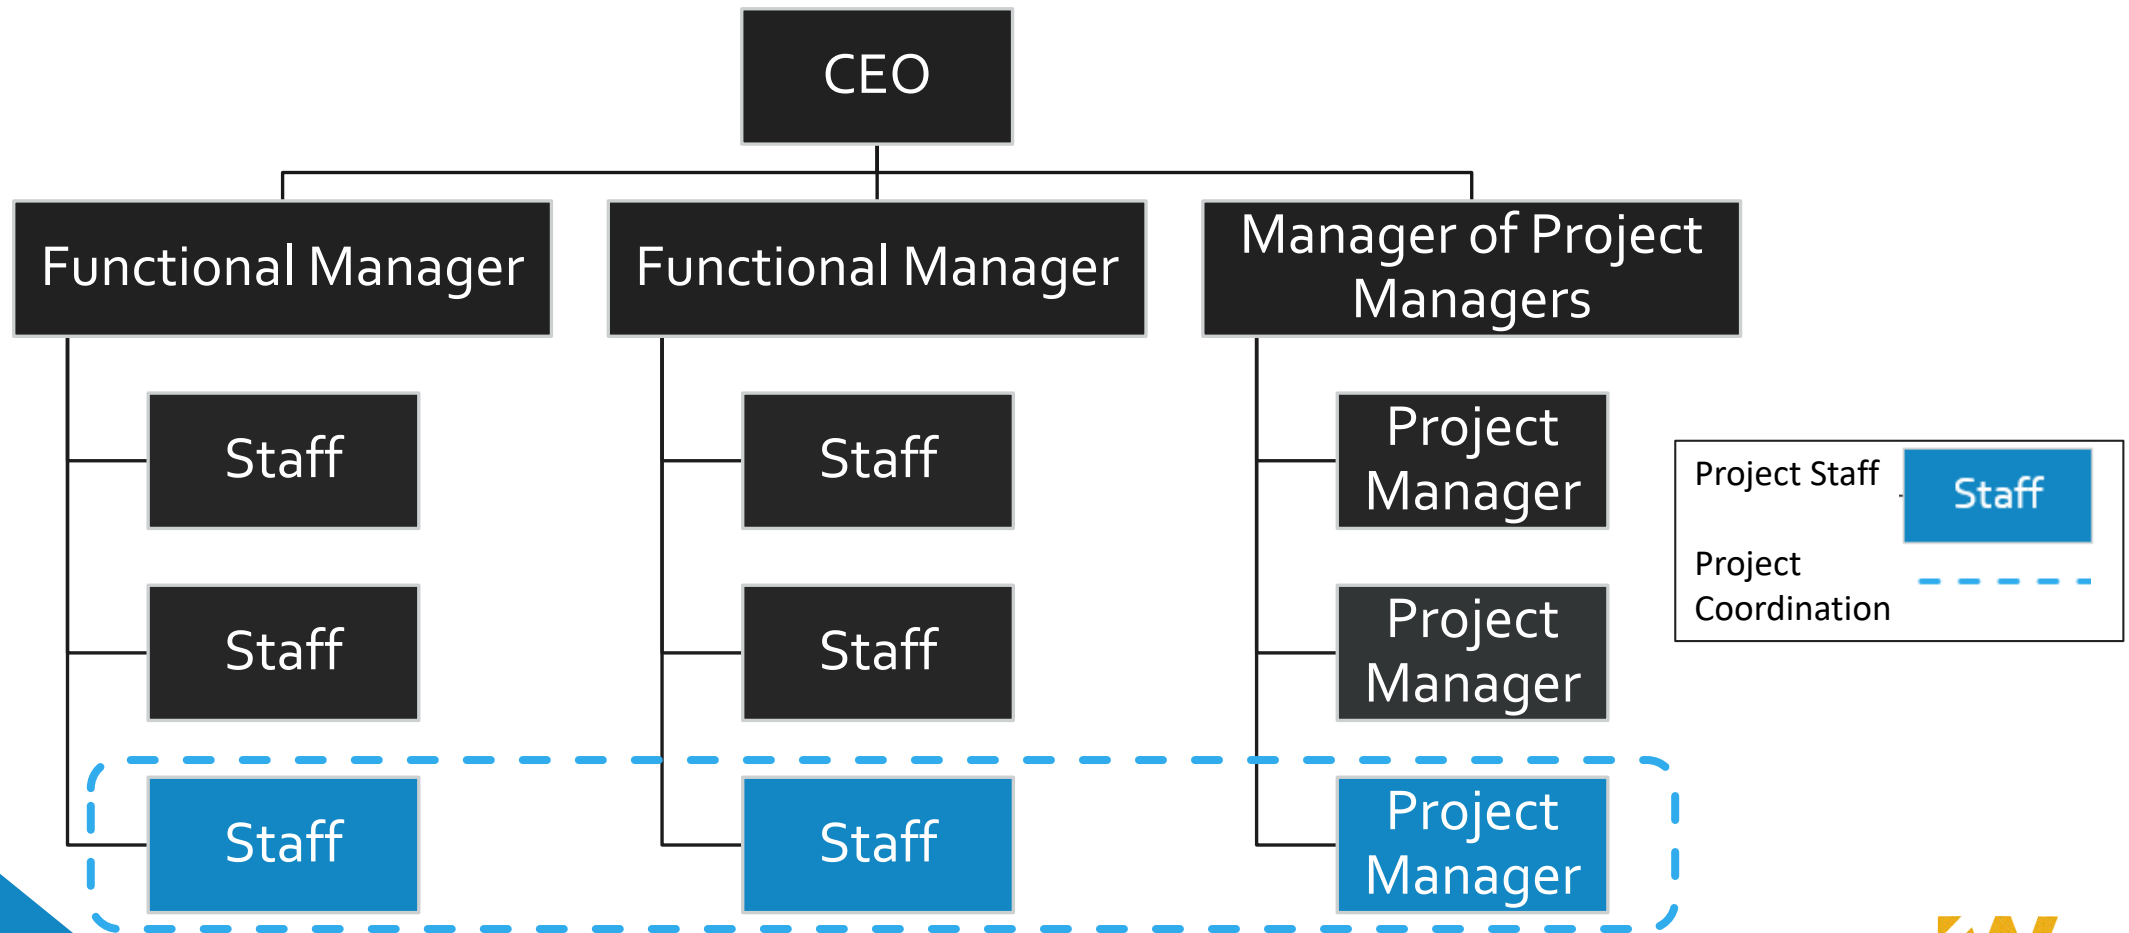 CEO
Functional Manager
Functional Manager
Manager of Project
Managers
Staff
Staff
Project
Manager
Staff
Staff
Project
Manager
Staff
Staff
Project
Manager
Project Staff
Staff
Project
Coordination